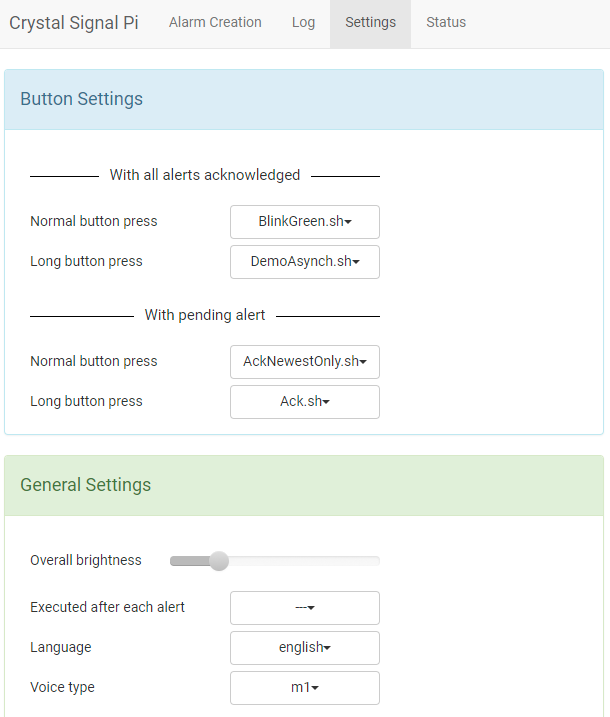 Crystal Signal Pi Alarm Creation Log Settings Status
Button Settings
With all alerts acknowledged
Normal button press BlinkGreen.sh
Long button press DemoAsynch.sh
With pending alert
Normal button press AckNewestOnly.sh
Long button press Ack.sh
General Settings
Overall brightness
Executed after each alert ---
Language english
Voice type m1